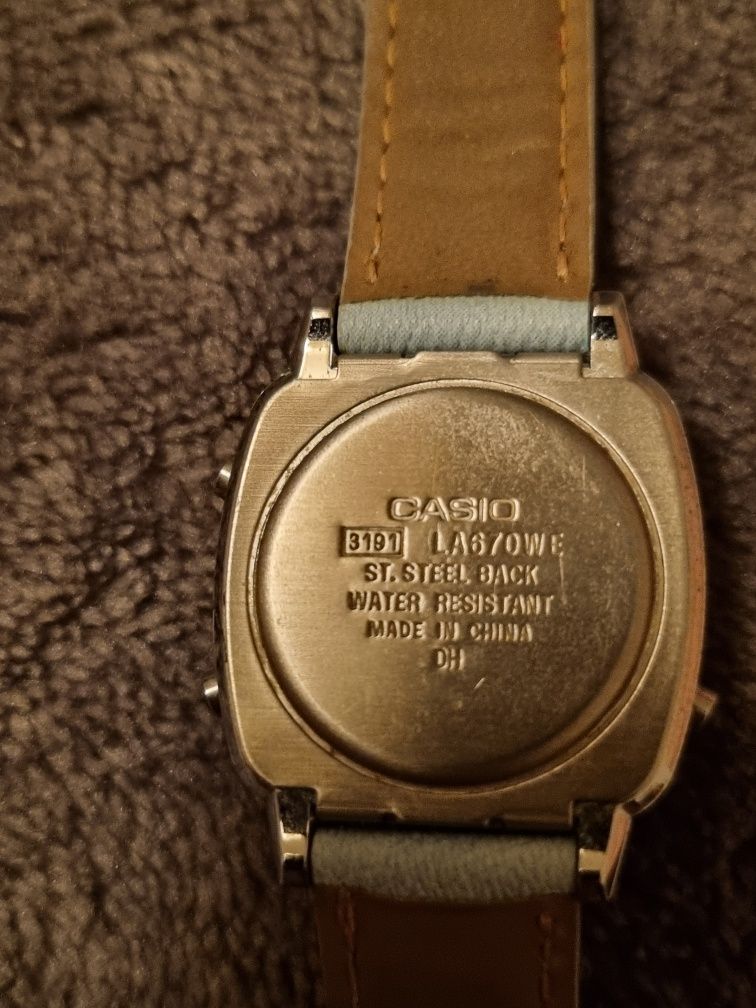 CASIO
3191 LA670WE
ST. STEEL BACK
WATER RESISTANT
MADE IN CHINA
DH